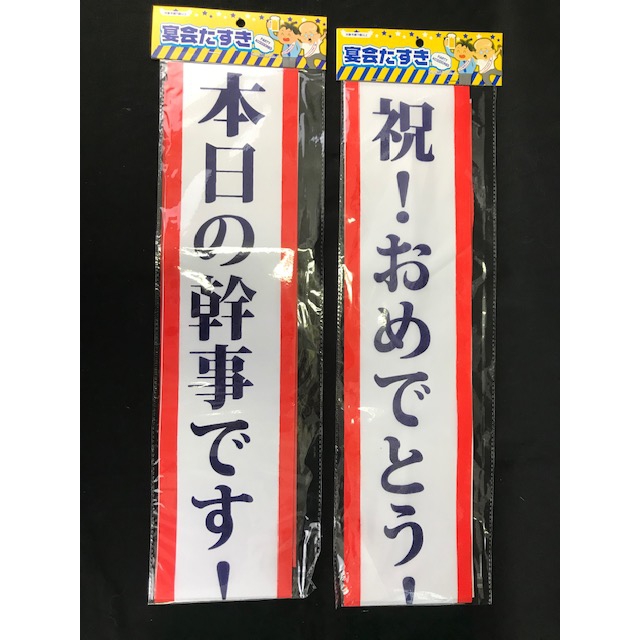 宴会たすき
本日の幹事です！
宴会たすき
祝！おめでとう！